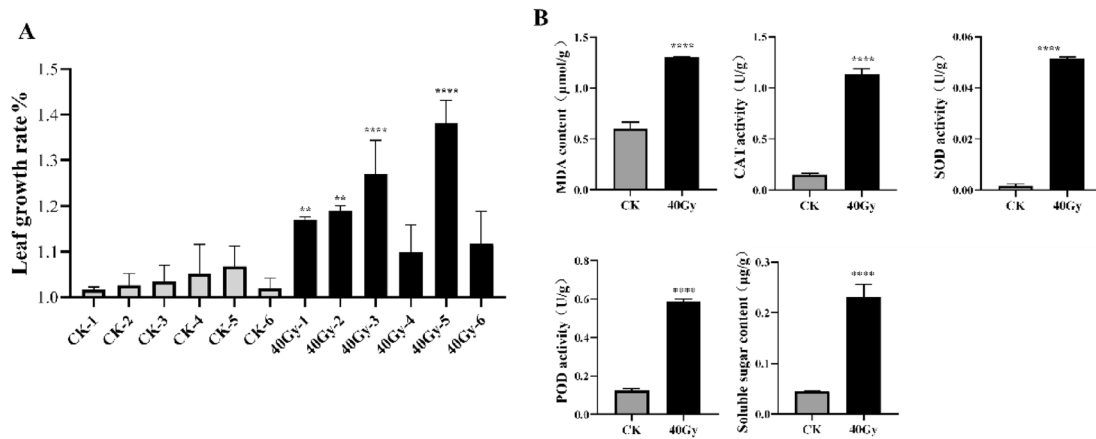 A
Leaf growth rate %
1.5
1.4
1.3
1.2
1.1
1.0
** ** **** ****
CK-1 CK-2 CK-3 CK-4 CK-5 CK-6 40Gy-1 40Gy-2 40Gy-3 40Gy-4 40Gy-5 40Gy-6
B
MDA content（μmol/g）
1.5
1.0
0.5
0.0
****
CK 40Gy
CAT activity（U/g）
1.5
1.0
0.5
0.0
****
CK 40Gy
SOD activity（U/g）
0.06
0.04
0.02
0.00
****
CK 40Gy
POD activity（U/g）
0.8
0.6
0.4
0.2
0.0
****
CK 40Gy
Soluble sugar content（μg/g）
0.3
0.2
0.1
0.0
****
CK 40Gy